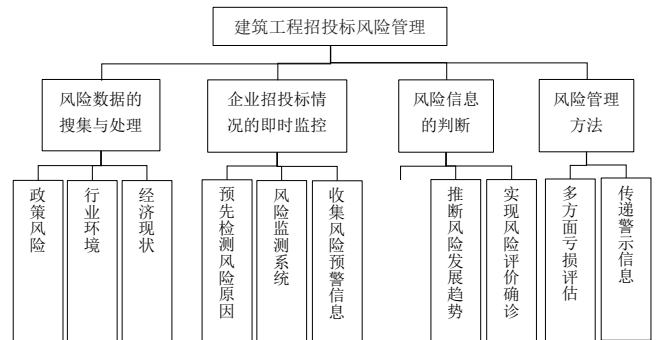 建筑工程招投标风险管理
风险数据的
搜集与处理
企业招投标情
况的即时监控
风险信息
的判断
风险管理
方法
政策风险
行业环境
经济现状
预先检测风险原因
风险监测系统
收集风险预警信息
推断风险发展趋势
实现风险评价确诊
多方面亏损评估
传递警示信息